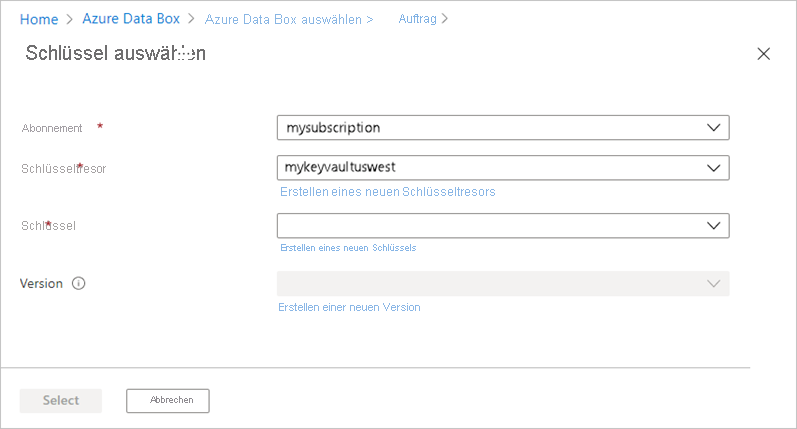 Home > Azure Data Box > Azure Data Box auswählen > Auftrag >
Schlüssel auswählen
Abonnement *
mysubscription
Schlüsseltresor *
mykeyvaultuswest
Erstellen eines neuen Schlüsseltresors
Schlüssel *
Erstellen eines neuen Schlüssels
Version
Erstellen einer neuen Version
Select Abbrechen